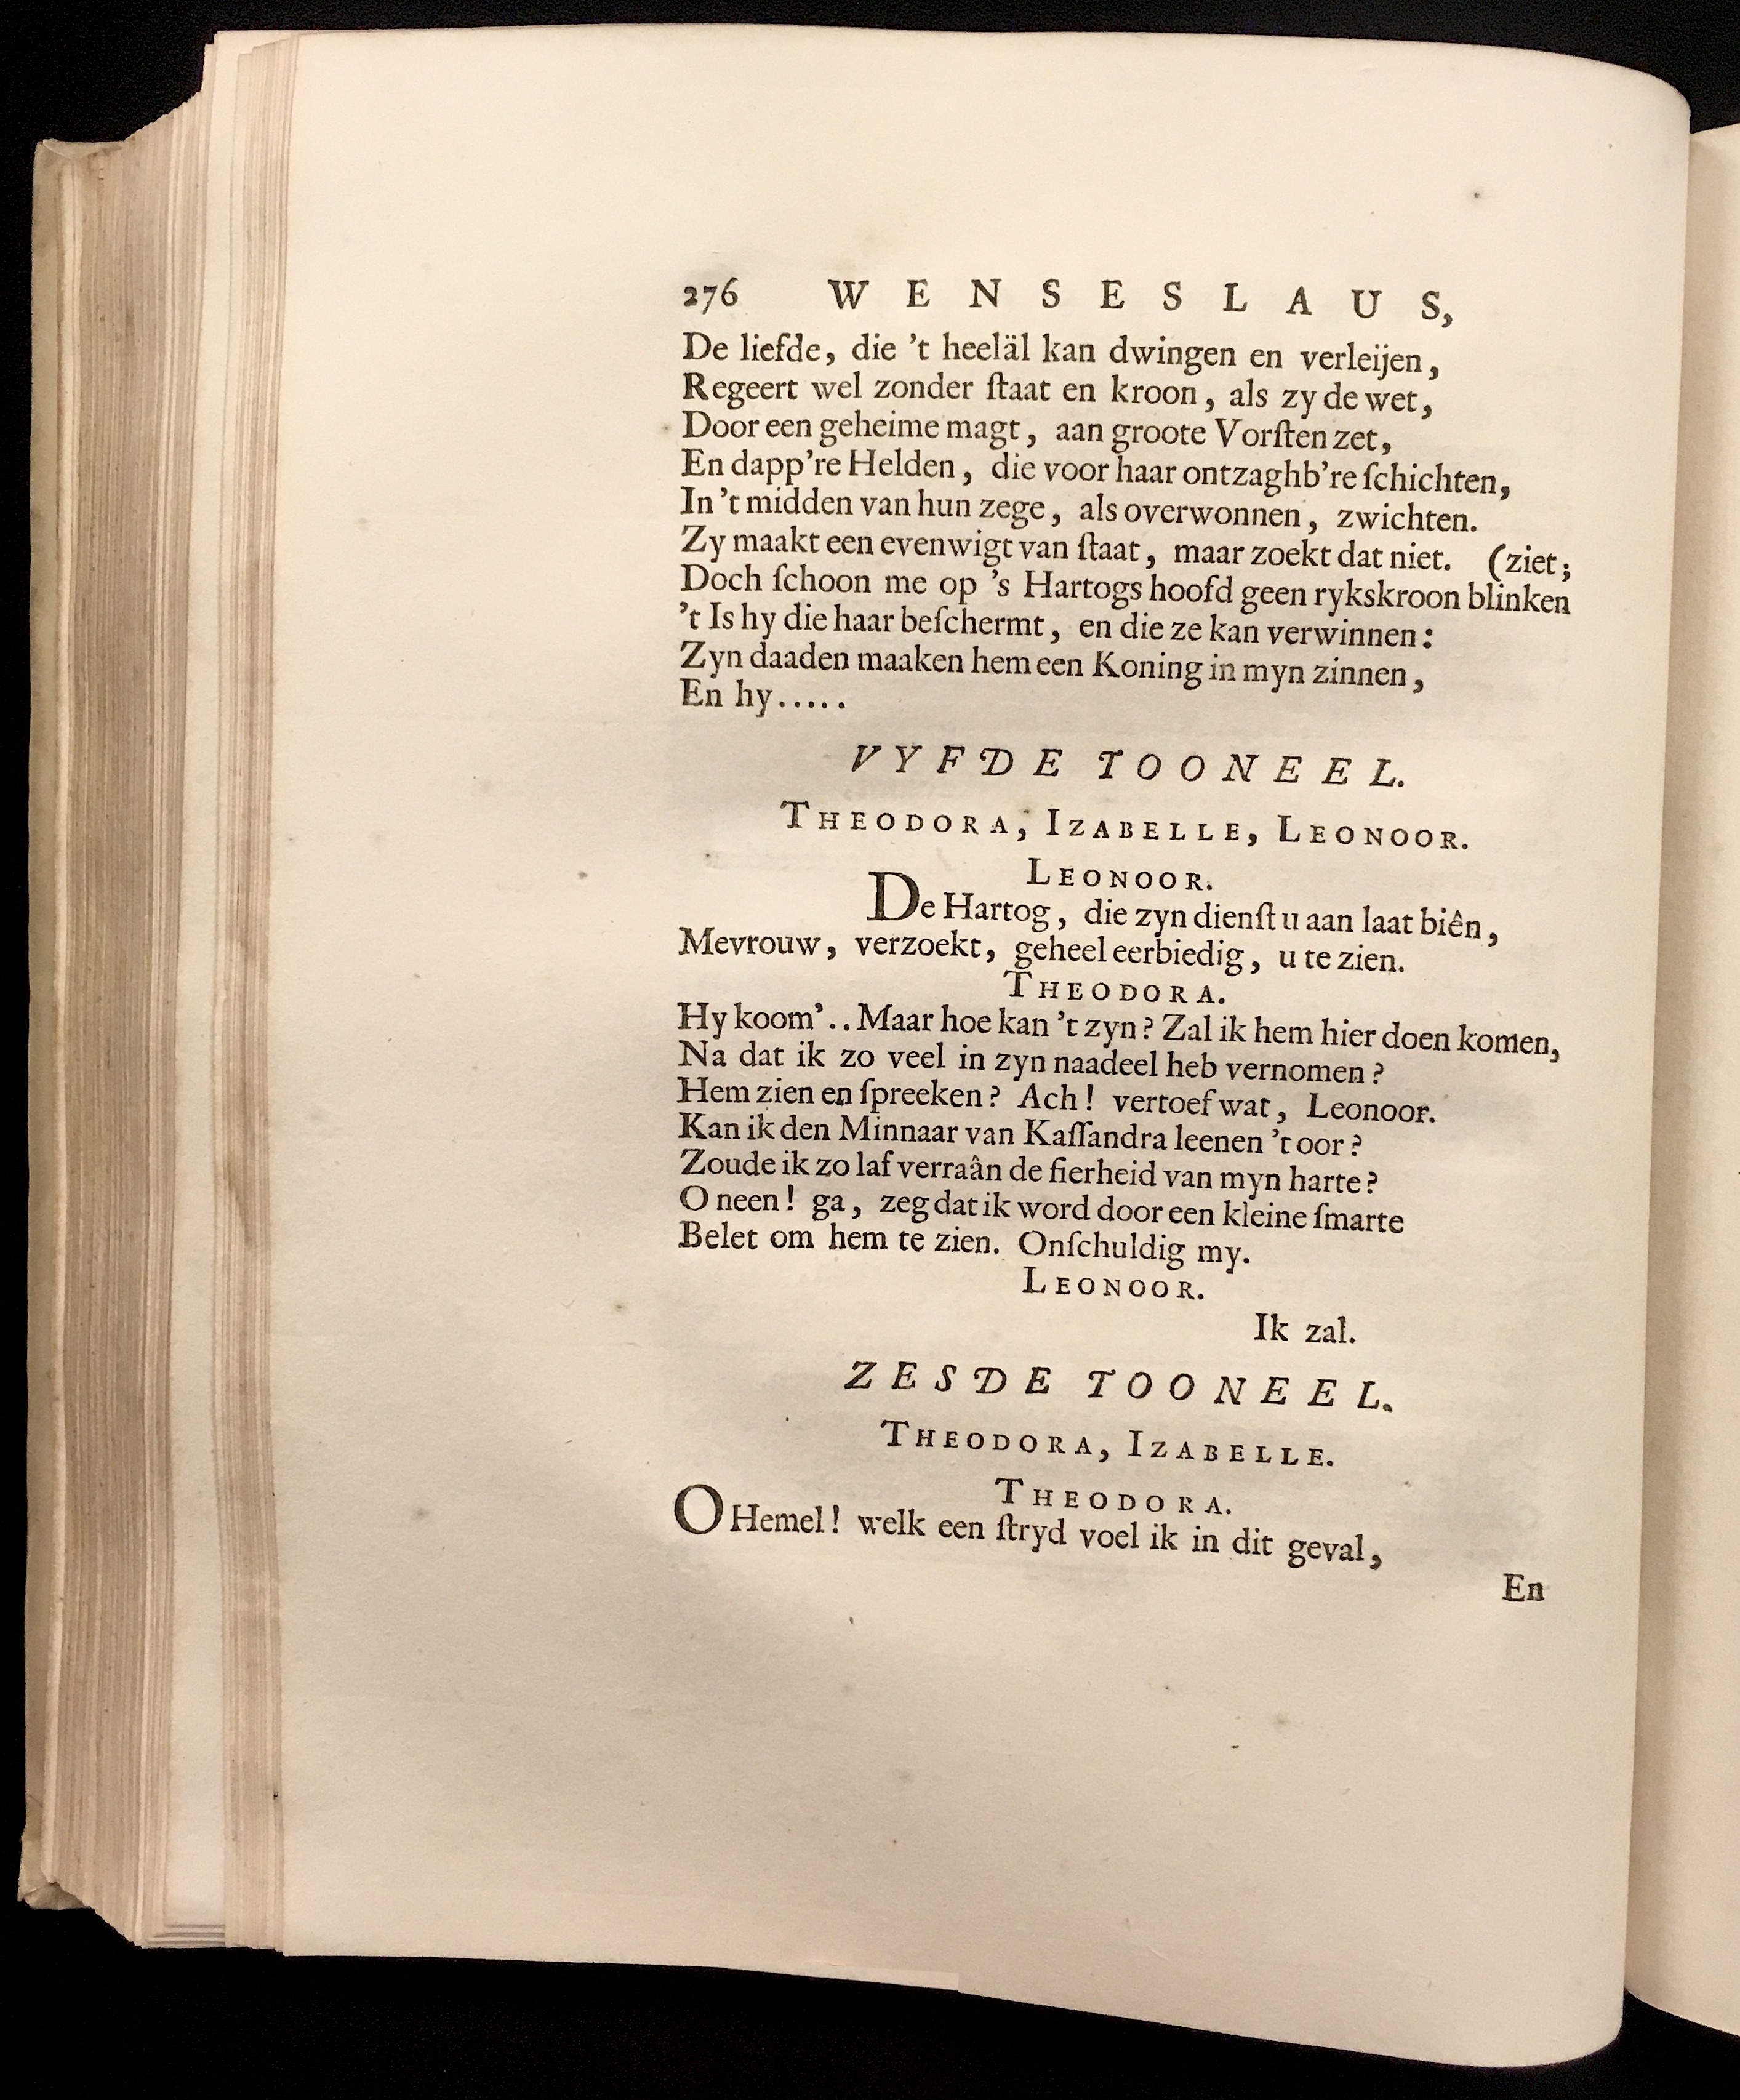 276 WENSESLAUS,
De liefde, die 't heeläl kan dwingen en verleijen,
Regeert wel zonder ſtaat en kroon, als zy de wet,
Door een geheime magt, aan groote Vorſten zet,
En dapp're Helden, die voor haar ontzaghb're ſchichten,
In 't midden van hun zege, als overwonnen, zwichten.
Zy maakt een evenwigt van ſtaat, maar zoekt dat niet. (ziet;
Doch ſchoon me op 's Hartogs hoofd geen rykskroon blinken
't Is hy die haar beſchermt, en die ze kan verwinnen:
Zyn daaden maaken hem een Koning in myn zinnen,
En hy.....
VYFDE TOONEEL.
THEODORA, IZABELLE, LEONOOR.
LEONOOR.
De Hartog, die zyn dienſt u aan laat biên,
Mevrouw, verzoekt, geheel eerbiedig, u te zien.
THEODORA.
Hy koom'.. Maar hoe kan 't zyn? Zal ik hem hier doen komen,
Na dat ik zo veel in zyn naadeel heb vernomen?
Hem zien en ſpreeken? Ach! vertoef wat, Leonoor.
Kan ik den Minnaar van Kaſſandra leenen 't oor?
Zoude ik zo laf verraân de fierheid van myn harte?
O neen! ga, zeg dat ik word door een kleine ſmarte
Belet om hem te zien. Onſchuldig my.
LEONOOR.
Ik zal.
ZESDE TOONEEL.
THEODORA, IZABELLE.
THEODORA.
O Hemel! welk een ſtryd voel ik in dit geval,
En